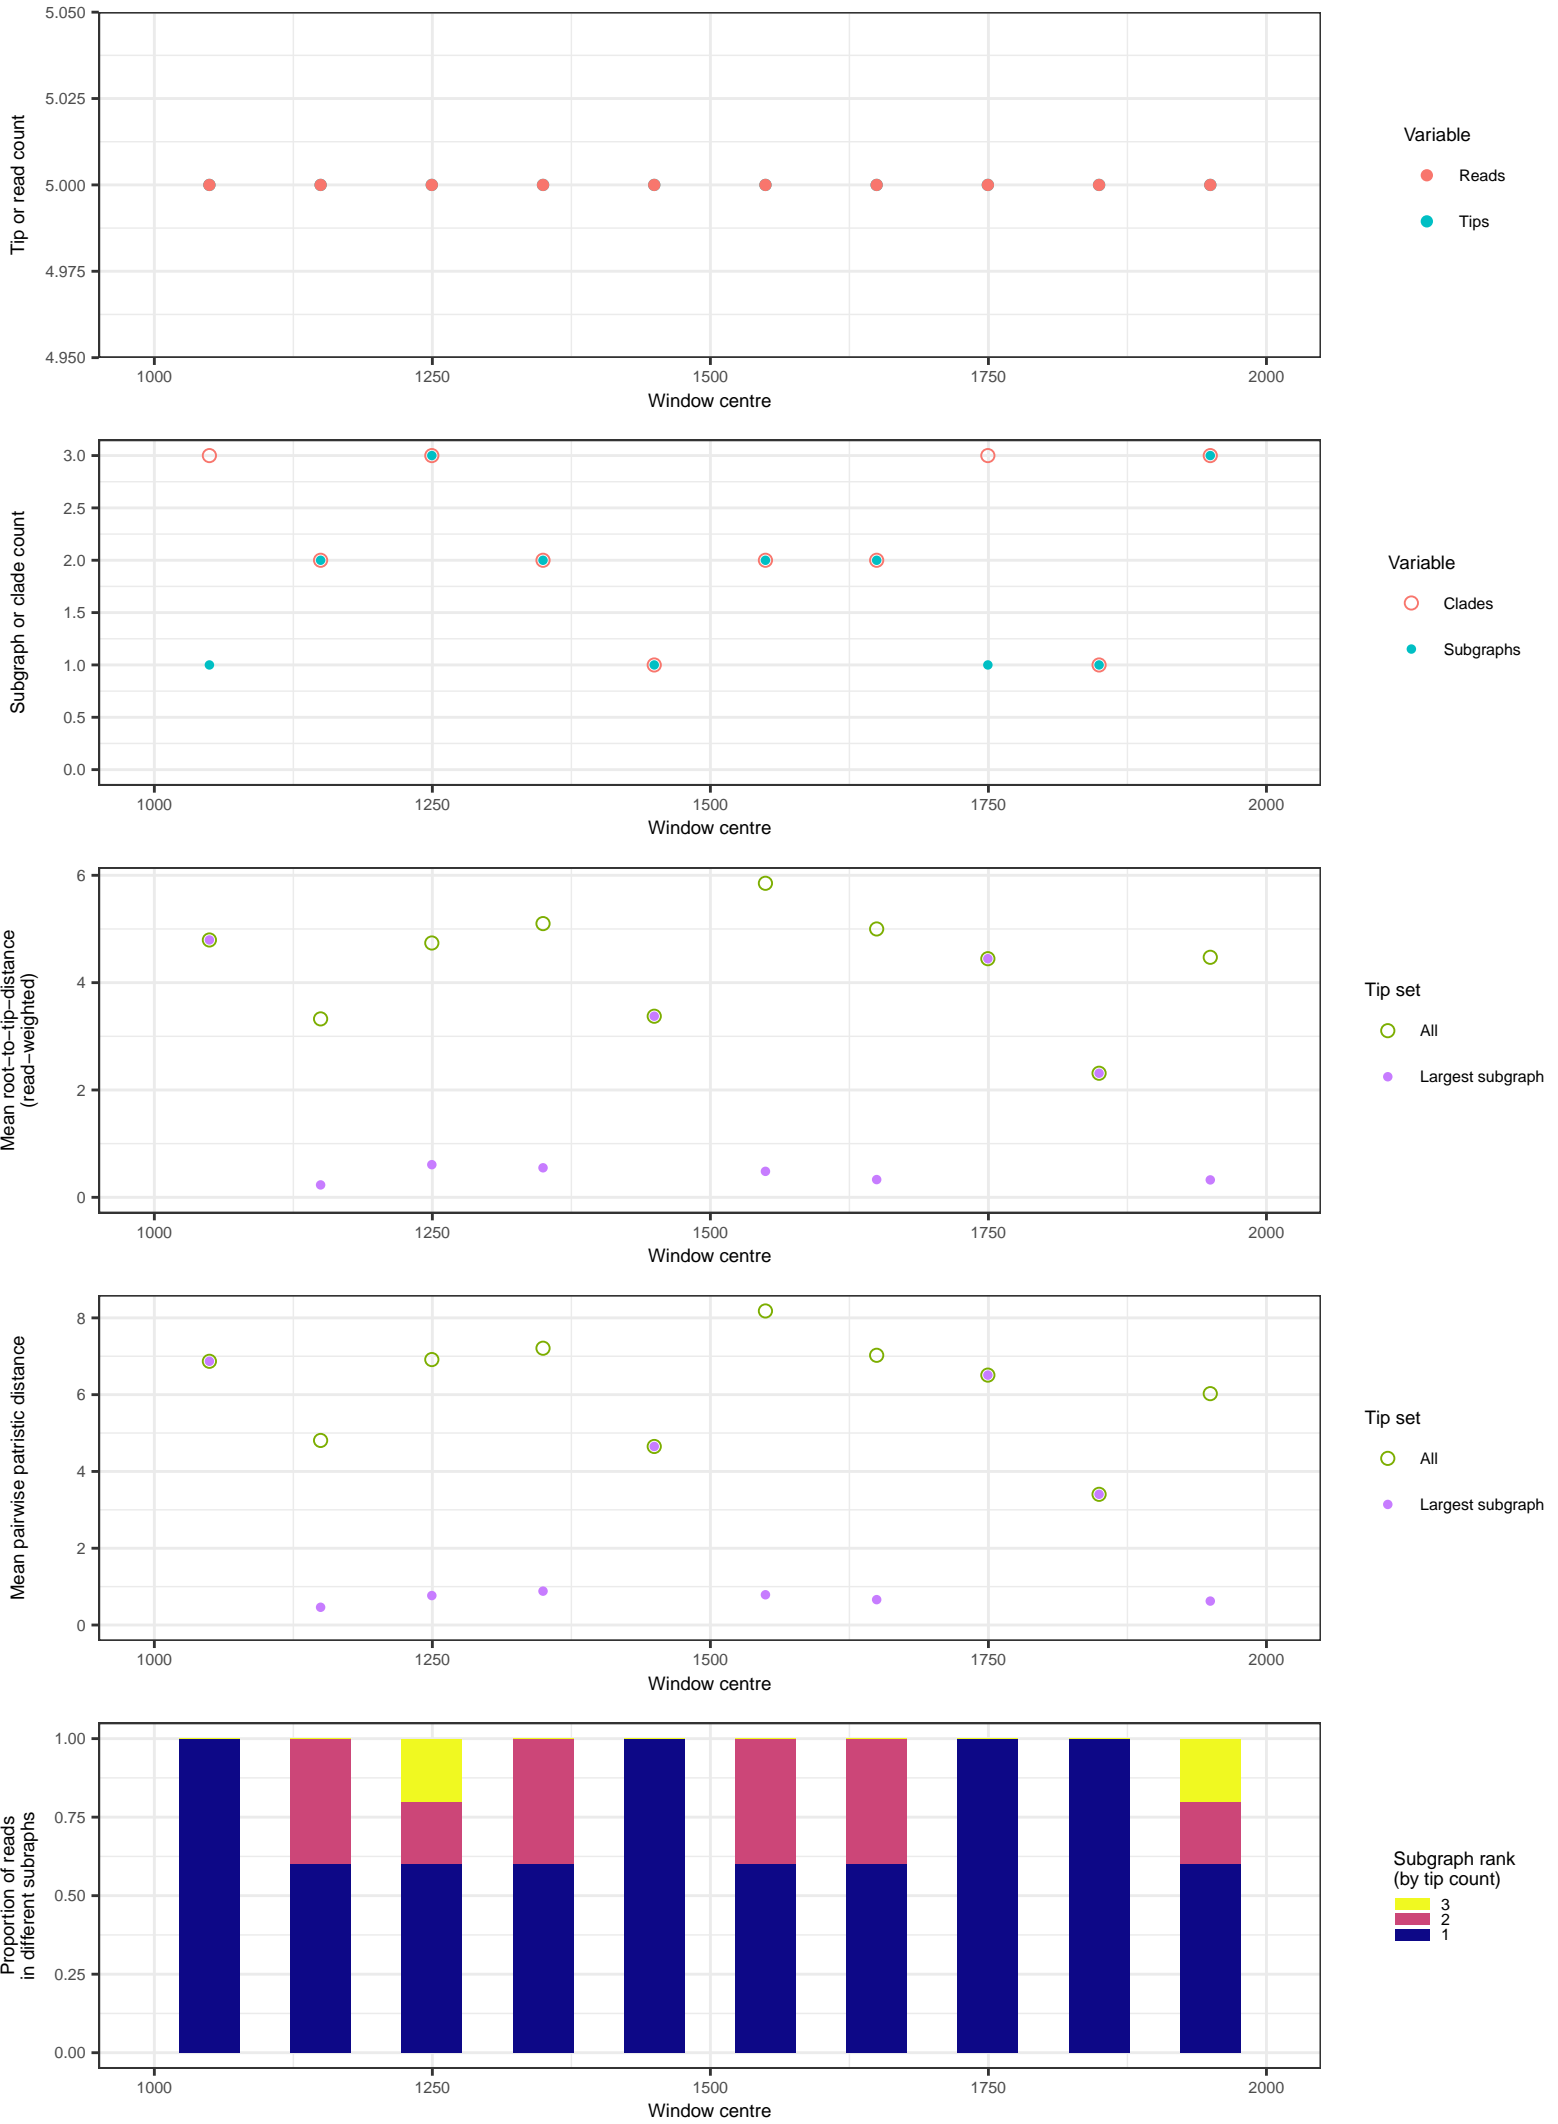 5.050
5.025
5.000
4.975
4.950
Tip or read count
1000 1250 1500 1750 2000
Window centre
Variable
Reads
Tips
3.0
2.5
2.0
1.5
1.0
0.5
0.0
Subgraph or clade count
1000 1250 1500 1750 2000
Window centre
Variable
Clades
Subgraphs
6
4
2
0
Mean root−to−tip−distance
(read−weighted)
1000 1250 1500 1750 2000
Window centre
Tip set
All
Largest subgraph
8
6
4
2
0
Mean pairwise patristic distance
1000 1250 1500 1750 2000
Window centre
Tip set
All
Largest subgraph
1.00
0.75
0.50
0.25
0.00
Proportion of reads
in different subraphs
1000 1250 1500 1750 2000
Window centre
Subgraph rank
(by tip count)
3
2
1